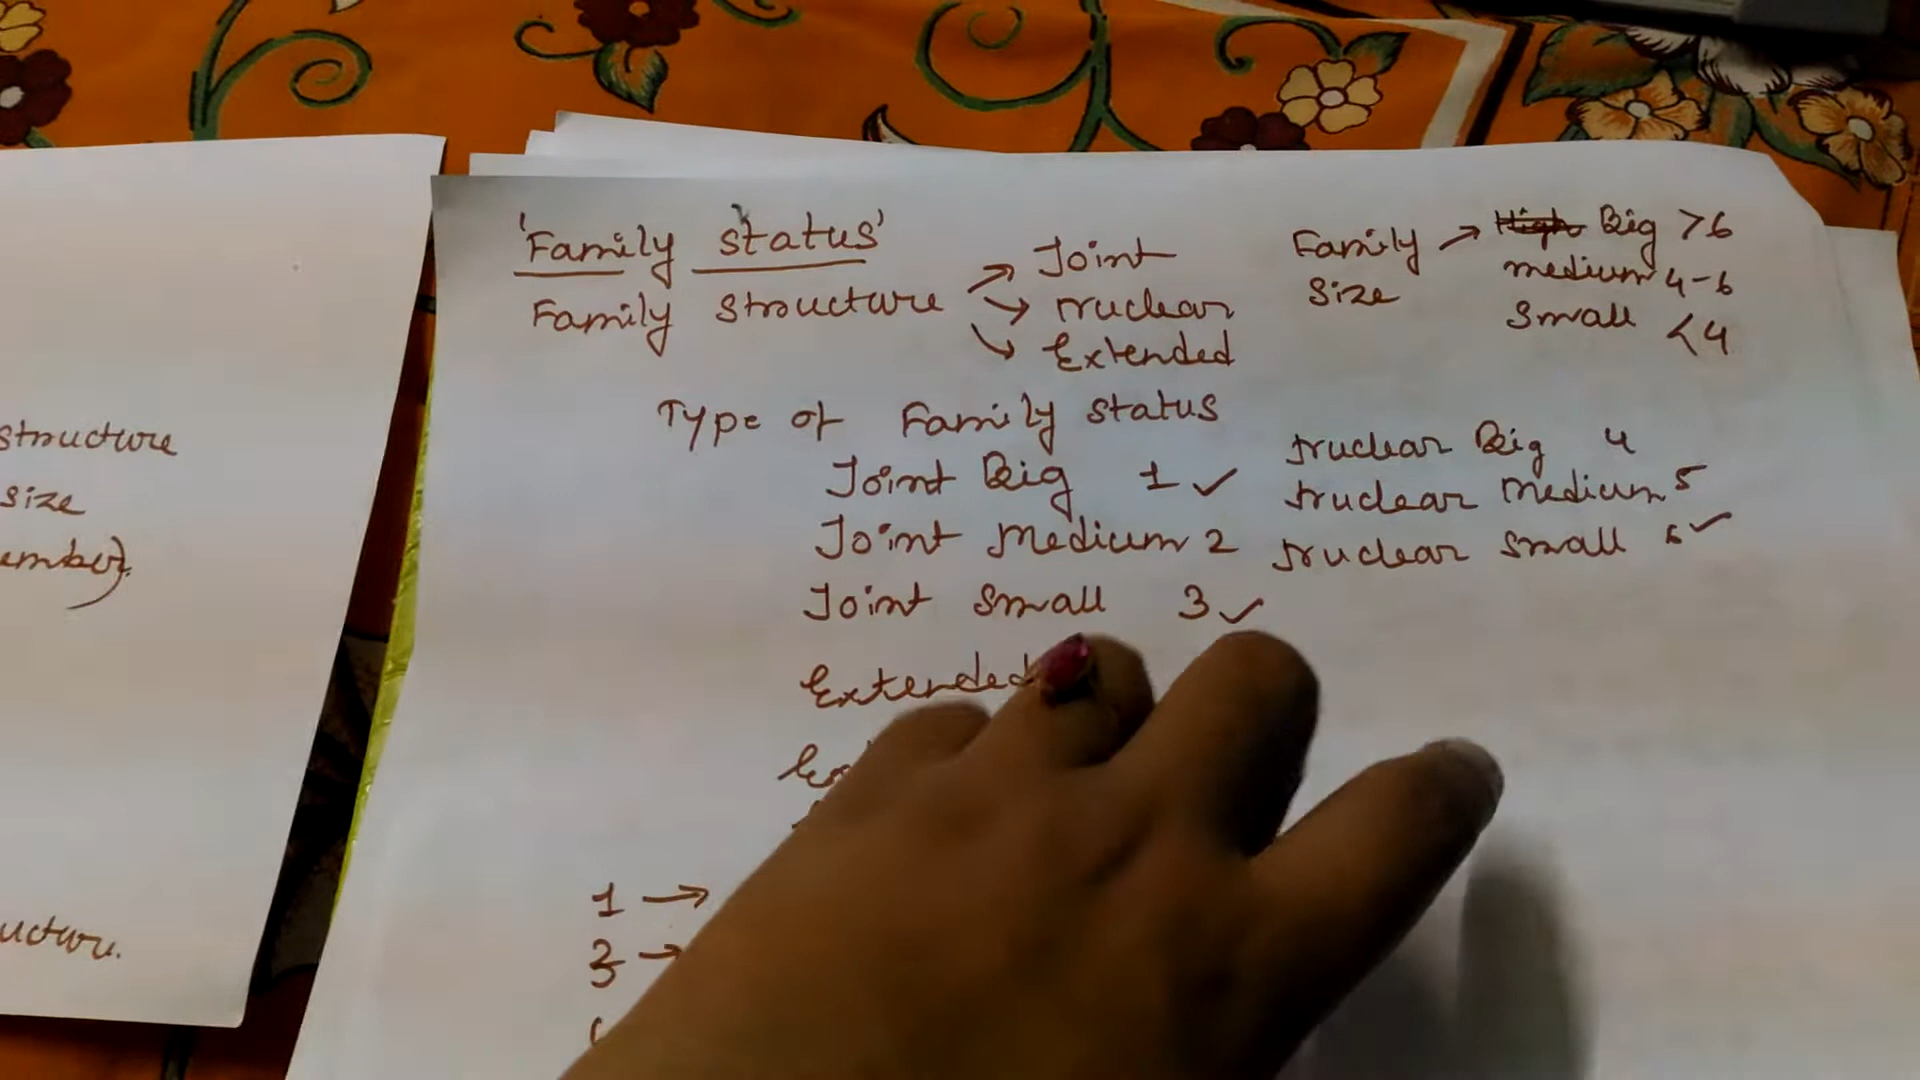 structure
size
'Family status'
Family structure → Joint
→ nuclear
→ Extended
Family size → Big >6
medium 4-6
small <4
Type of Family status
Joint Big 1 ✓
Joint medium 2
Joint small 3 ✓
Extended
nuclear Big 4
nuclear medium 5
nuclear small 6 ✓
1 →
3 →